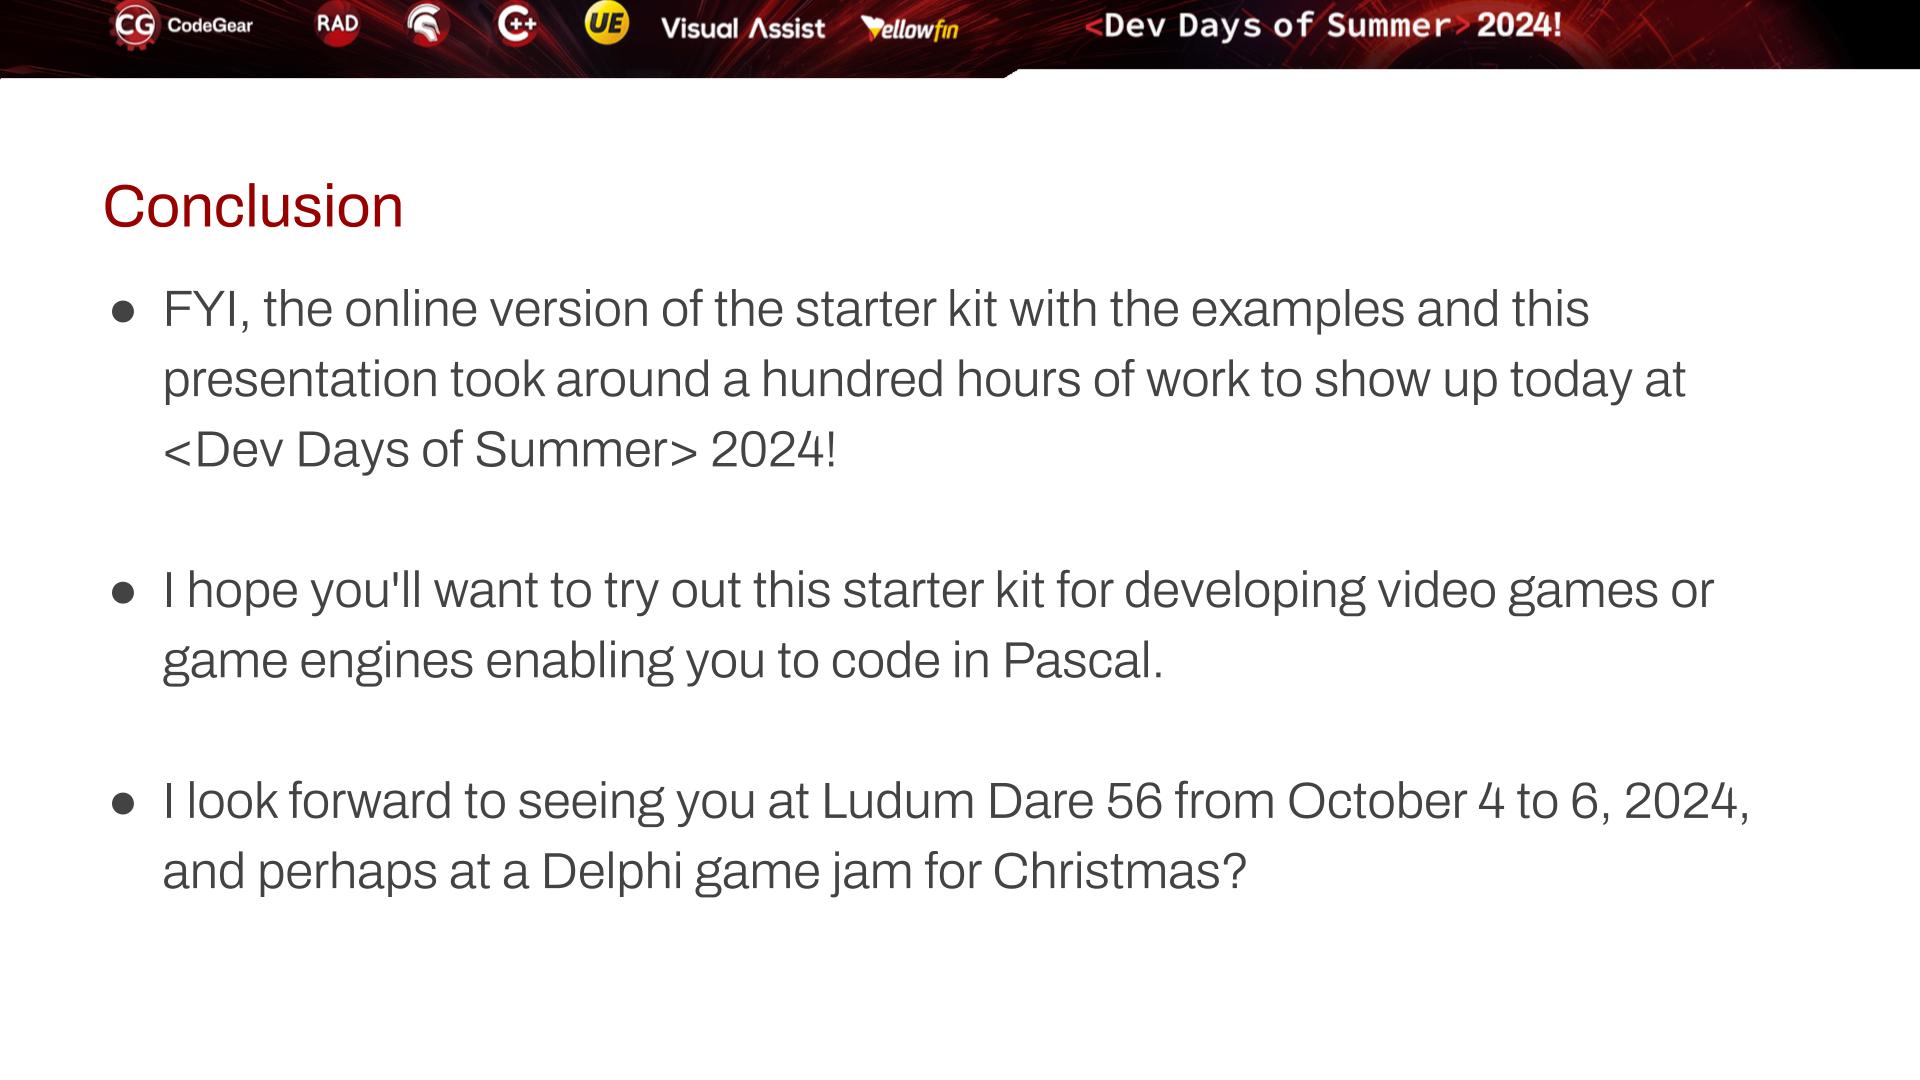 CG CodeGear RAD C++ UE Visual Assist Yellowfin <Dev Days of Summer> 2024!
Conclusion
● FYI, the online version of the starter kit with the examples and this
presentation took around a hundred hours of work to show up today at
<Dev Days of Summer> 2024!
● I hope you'll want to try out this starter kit for developing video games or
game engines enabling you to code in Pascal.
● I look forward to seeing you at Ludum Dare 56 from October 4 to 6, 2024,
and perhaps at a Delphi game jam for Christmas?